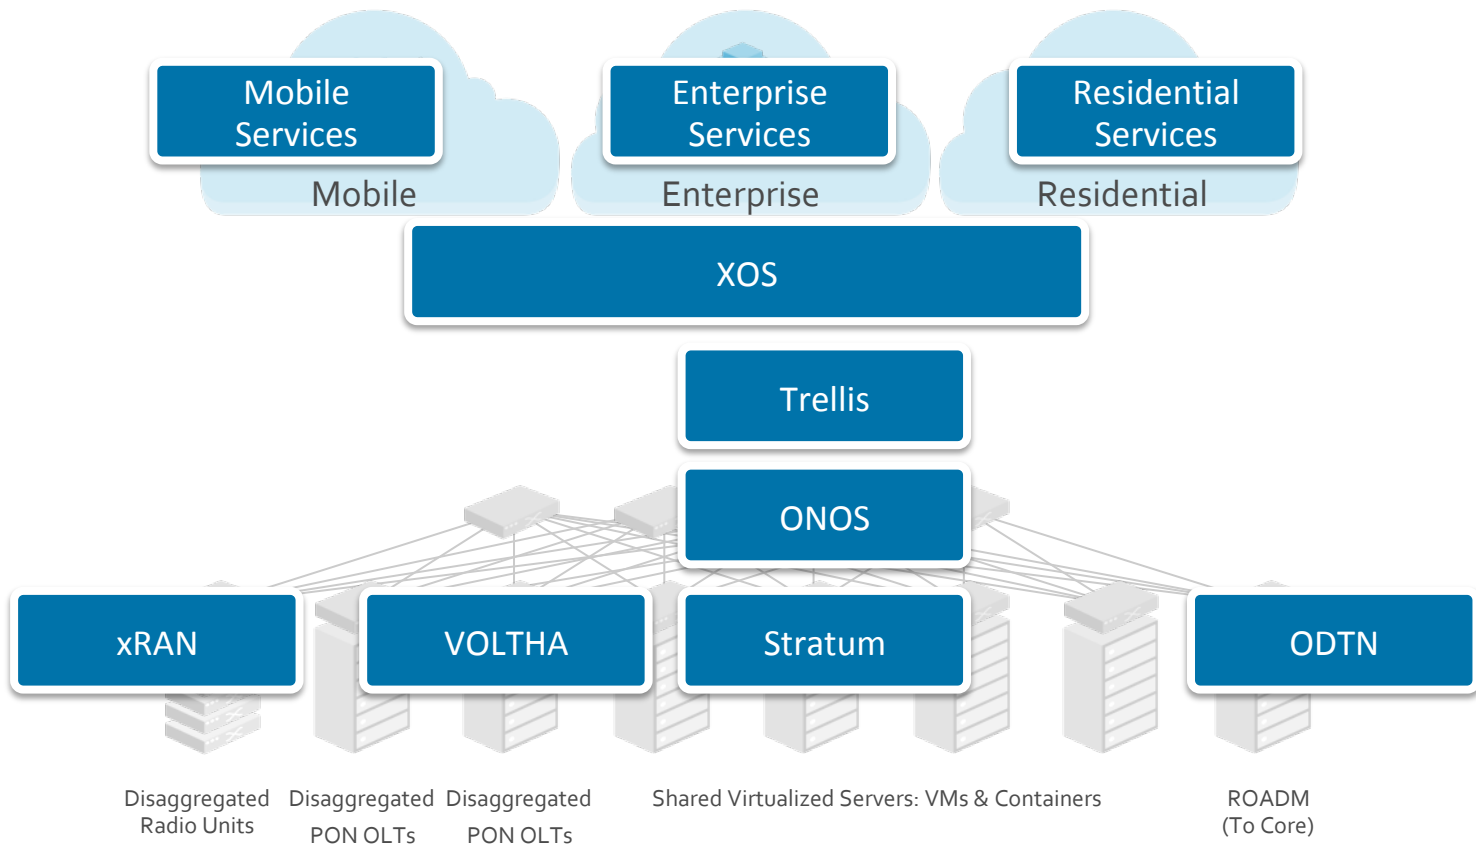 Mobile
Services
Enterprise
Services
Residential
Services
Mobile
Enterprise
Residential
XOS
Trellis
ONOS
xRAN
VOLTHA
Stratum
ODTN
Disaggregated
Radio Units
Disaggregated
PON OLTs
Disaggregated
PON OLTs
Shared Virtualized Servers: VMs & Containers
ROADM
(To Core)